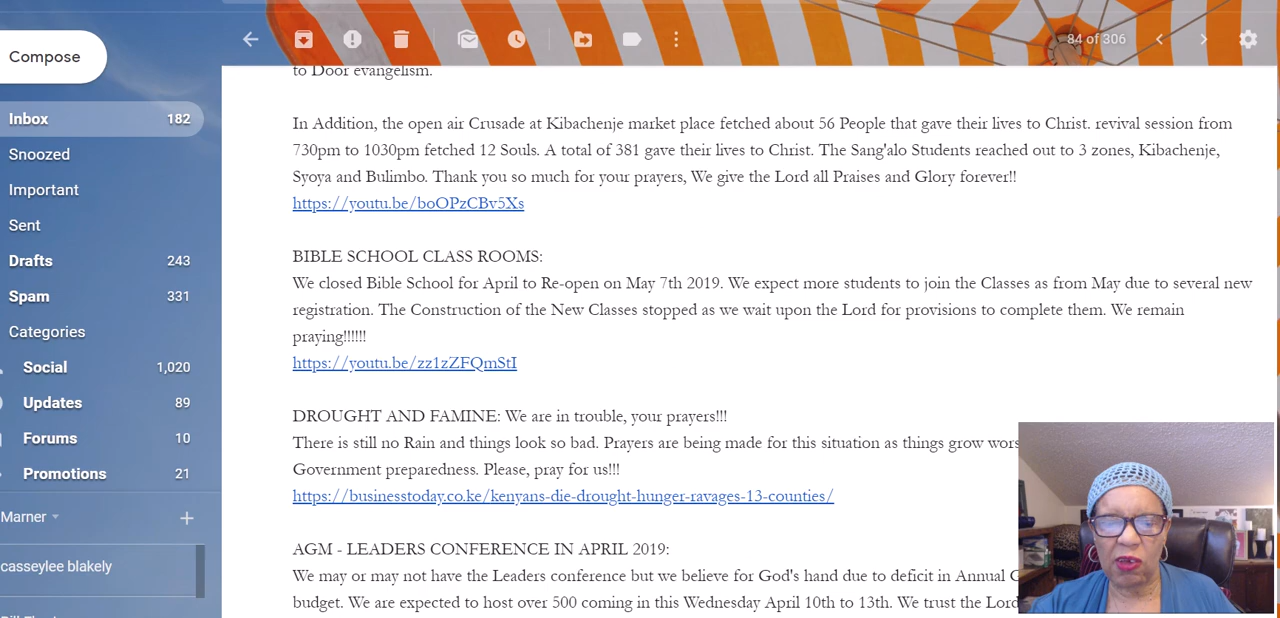 84 of 306
Compose
Inbox 182
Snoozed
Important
Sent
Drafts 243
Spam 331
Categories
Social 1,020
Updates 89
Forums 10
Promotions 21
Marner
casseylee blakely
to Door evangelism.
In Addition, the open air Crusade at Kibachenje market place fetched about 56 People that gave their lives to Christ. revival session from
730pm to 1030pm fetched 12 Souls. A total of 381 gave their lives to Christ. The Sang'alo Students reached out to 3 zones, Kibachenje,
Syoya and Bulimbo. Thank you so much for your prayers, We give the Lord all Praises and Glory forever!!
https://youtu.be/boOPzCBv5Xs
BIBLE SCHOOL CLASS ROOMS:
We closed Bible School for April to Re-open on May 7th 2019. We expect more students to join the Classes as from May due to several new
registration. The Construction of the New Classes stopped as we wait upon the Lord for provisions to complete them. We remain
praying!!!!!!
https://youtu.be/zz1zZFQmStI
DROUGHT AND FAMINE: We are in trouble, your prayers!!!
There is still no Rain and things look so bad. Prayers are being made for this situation as things grow
Government preparedness. Please, pray for us!!!
https://businesstoday.co.ke/kenyans-die-drought-hunger-ravages-13-counties/
AGM - LEADERS CONFERENCE IN APRIL 2019:
We may or may not have the Leaders conference but we believe for God's hand due to deficit in Annual
budget. We are expected to host over 500 coming in this Wednesday April 10th to 13th. We trust the Lord